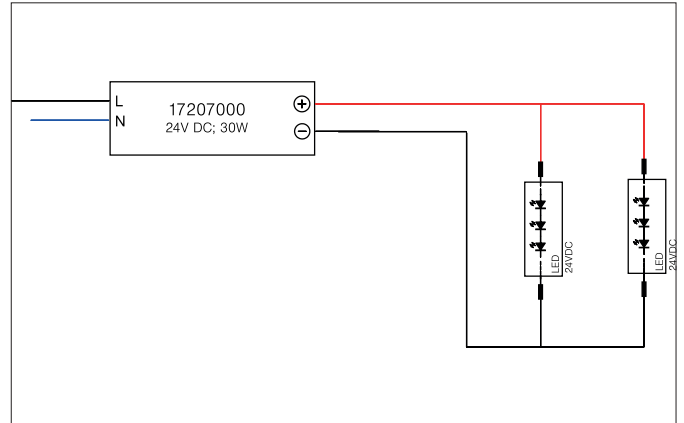 L
N
17207000
24V DC; 30W
+
−
LED
24VDC
LED
24VDC